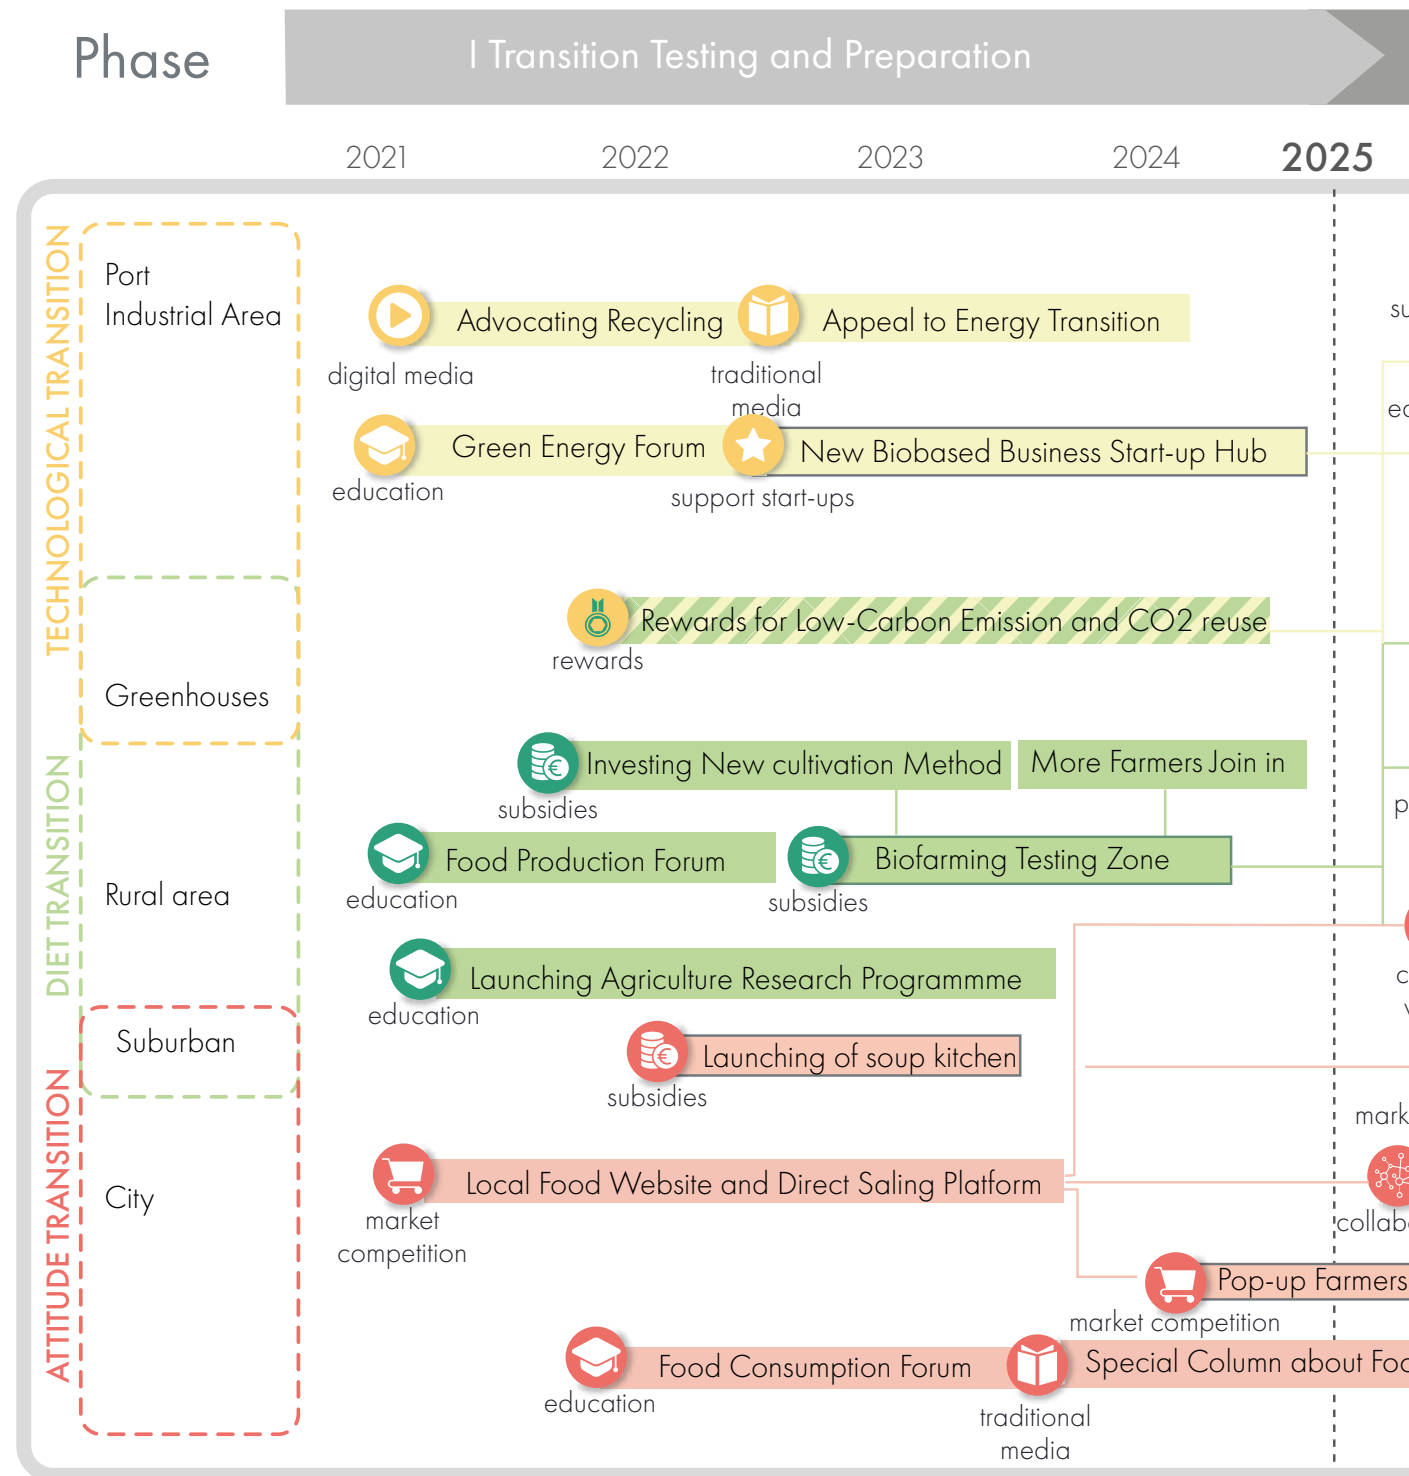 Phase
I Transition Testing and Preparation
2021
2022
2023
2024
2025
TECHNOLOGICAL TRANSITION
Port
Industrial Area
Advocating Recycling
Appeal to Energy Transition
digital media
traditional
media
Green Energy Forum
New Biobased Business Start-up Hub
education
support start-ups
Rewards for Low-Carbon Emission and CO2 reuse
rewards
Greenhouses
DIET TRANSITION
Investing New cultivation Method
More Farmers Join in
subsidies
Food Production Forum
Biofarming Testing Zone
education
subsidies
Rural area
Launching Agriculture Research Programmme
education
Suburban
Launching of soup kitchen
subsidies
ATTITUDE TRANSITION
City
Local Food Website and Direct Saling Platform
market
competition
Pop-up Farmers
market competition
Food Consumption Forum
Special Column about
education
traditional
media